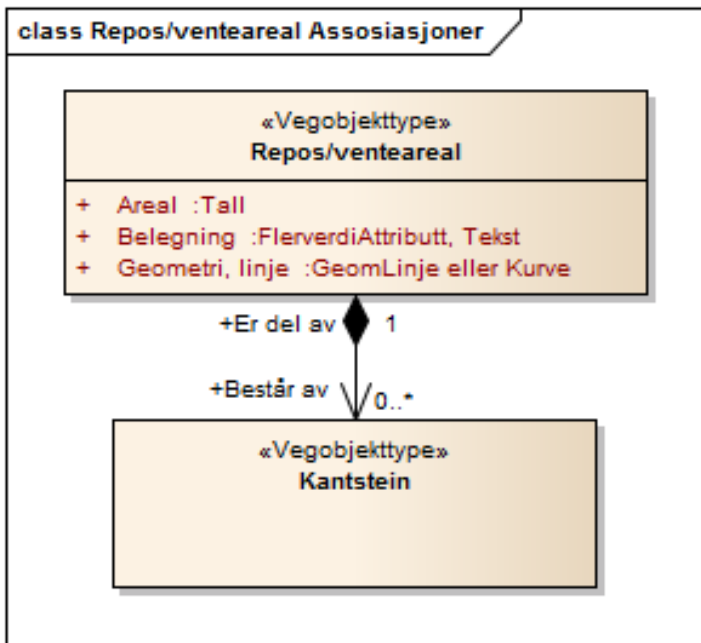 class Repos/venteareal Assosiasjoner
«Vegobjekttype»
Repos/venteareal
+ Areal :Tall
+ Belegning :FlerverdiAttributt, Tekst
+ Geometri, linje :GeomLinje eller Kurve
+Er del av 1
+Består av 0..*
«Vegobjekttype»
Kantstein